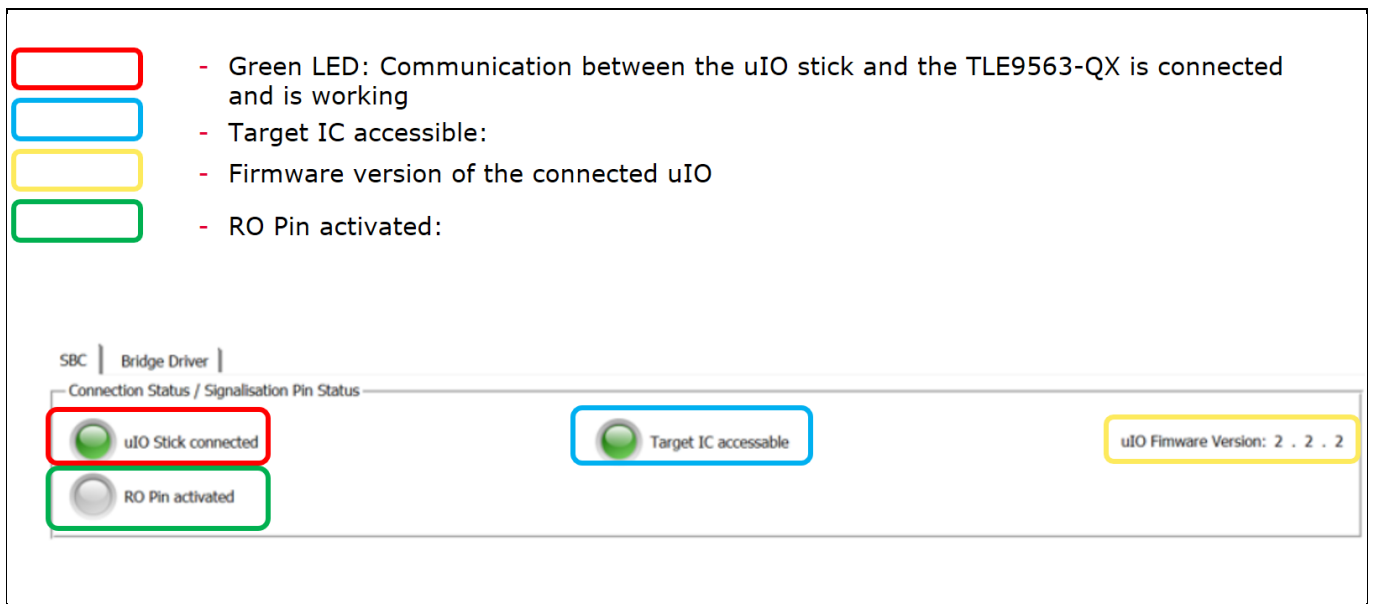 - Green LED: Communication between the uIO stick and the TLE9563-QX is connected
and is working
- Target IC accessible:
- Firmware version of the connected uIO
- RO Pin activated:
SBC Bridge Driver
Connection Status / Signalisation Pin Status
uIO Stick connected Target IC accessable uIO Fimware Version: 2 . 2 . 2
RO Pin activated